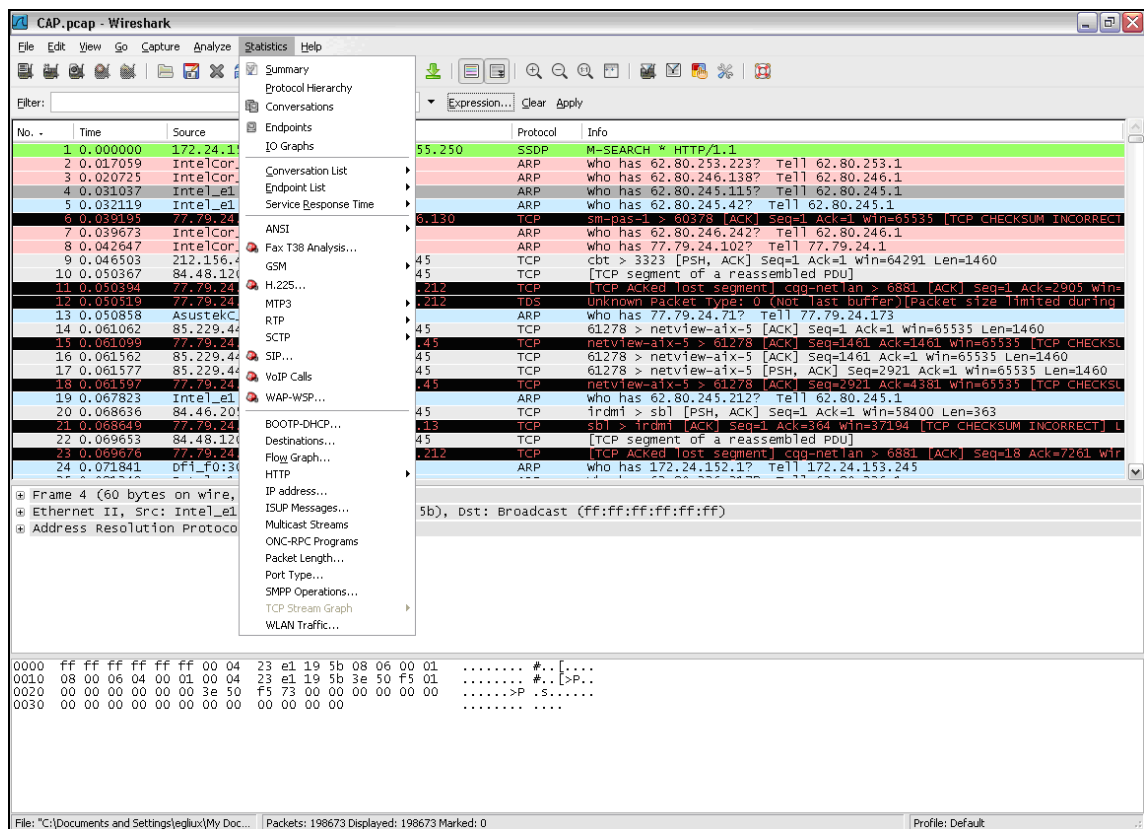 CAP.pcap - Wireshark
File Edit View Go Capture Analyze Statistics Help
Filter: Expression... Clear Apply
Summary
Protocol Hierarchy
Conversations
Endpoints
IO Graphs
Conversation List
Endpoint List
Service Response Time
ANSI
Fax T38 Analysis...
GSM
H.225...
MTP3
RTP
SCTP
SIP...
VoIP Calls
WAP-WSP...
BOOTP-DHCP...
Destinations...
Flow Graph...
HTTP
IP address...
ISUP Messages...
Multicast Streams
ONC-RPC Programs
Packet Length...
Port Type...
SMPP Operations...
TCP Stream Graph
WLAN Traffic...
No. - Time Source Protocol Info
1 0.000000 172.24.15 55.250 SSDP M-SEARCH * HTTP/1.1
2 0.017059 IntelCor_ ARP who has 62.80.253.223? Tell 62.80.253.1
3 0.020725 IntelCor_ ARP who has 62.80.246.138? Tell 62.80.246.1
4 0.031037 Intel_e1 ARP who has 62.80.245.115? Tell 62.80.245.1
5 0.032119 Intel_e1 ARP who has 62.80.245.42? Tell 62.80.245.1
6 0.039195 77.79.24. 6.130 TCP sm-pas-1 > 60378 [ACK] Seq=1 Ack=1 Win=65535 [TCP CHECKSUM INCORRECT
7 0.039673 IntelCor_ ARP who has 62.80.246.242? Tell 62.80.246.1
8 0.042647 IntelCor_ ARP who has 77.79.24.102? Tell 77.79.24.1
9 0.046503 212.156.4 45 TCP cbt > 3323 [PSH, ACK] Seq=1 Ack=1 Win=64291 Len=1460
10 0.050367 84.48.120 45 TCP [TCP segment of a reassembled PDU]
11 0.050394 77.79.24. .212 TCP [TCP ACKed lost segment] cqg-netlan > 6881 [ACK] Seq=1 Ack=2905 Win=
12 0.050519 77.79.24. .212 TDS Unknown Packet Type: 0 (Not last buffer)[Packet size limited during
13 0.050858 AsustekC_ ARP who has 77.79.24.71? Tell 77.79.24.173
14 0.061062 85.229.44 45 TCP 61278 > netview-aix-5 [ACK] Seq=1 Ack=1 Win=65535 Len=1460
15 0.061099 77.79.24. .45 TCP netview-aix-5 > 61278 [ACK] Seq=1461 Ack=1461 Win=65535 [TCP CHECKSU
16 0.061562 85.229.44 45 TCP 61278 > netview-aix-5 [ACK] Seq=1461 Ack=1 Win=65535 Len=1460
17 0.061577 85.229.44 45 TCP 61278 > netview-aix-5 [PSH, ACK] Seq=2921 Ack=1 Win=65535 Len=1460
18 0.061597 77.79.24. .45 TCP netview-aix-5 > 61278 [ACK] Seq=2921 Ack=4381 Win=65535 [TCP CHECKSU
19 0.067823 Intel_e1 ARP who has 62.80.245.212? Tell 62.80.245.1
20 0.068636 84.46.205 45 TCP irdmi > sbl [PSH, ACK] Seq=1 Ack=1 Win=58400 Len=363
21 0.068649 77.79.24. .13 TCP sbl > irdmi [ACK] Seq=1 Ack=364 Win=37194 [TCP CHECKSUM INCORRECT] L
22 0.069653 84.48.120 45 TCP [TCP segment of a reassembled PDU]
23 0.069676 77.79.24. .212 TCP [TCP ACKed lost segment] cqg-netlan > 6881 [ACK] Seq=18 Ack=7261 Wir
24 0.071841 Dfi_f0:30 ARP who has 172.24.152.1? Tell 172.24.153.245
Frame 4 (60 bytes on wire,
Ethernet II, Src: Intel_e1 5b), Dst: Broadcast (ff:ff:ff:ff:ff:ff)
Address Resolution Protoco
0000 ff ff ff ff ff ff 00 04 23 e1 19 5b 08 06 00 01 ........ #..[....
0010 08 00 06 04 00 01 00 04 23 e1 19 5b 3e 50 f5 01 ........ #..[>P..
0020 00 00 00 00 00 00 3e 50 f5 73 00 00 00 00 00 00 ......>P .s......
0030 00 00 00 00 00 00 00 00 00 00 00 00 ........ ....
File: "C:\Documents and Settings\egliux\My Doc... Packets: 198673 Displayed: 198673 Marked: 0 Profile: Default